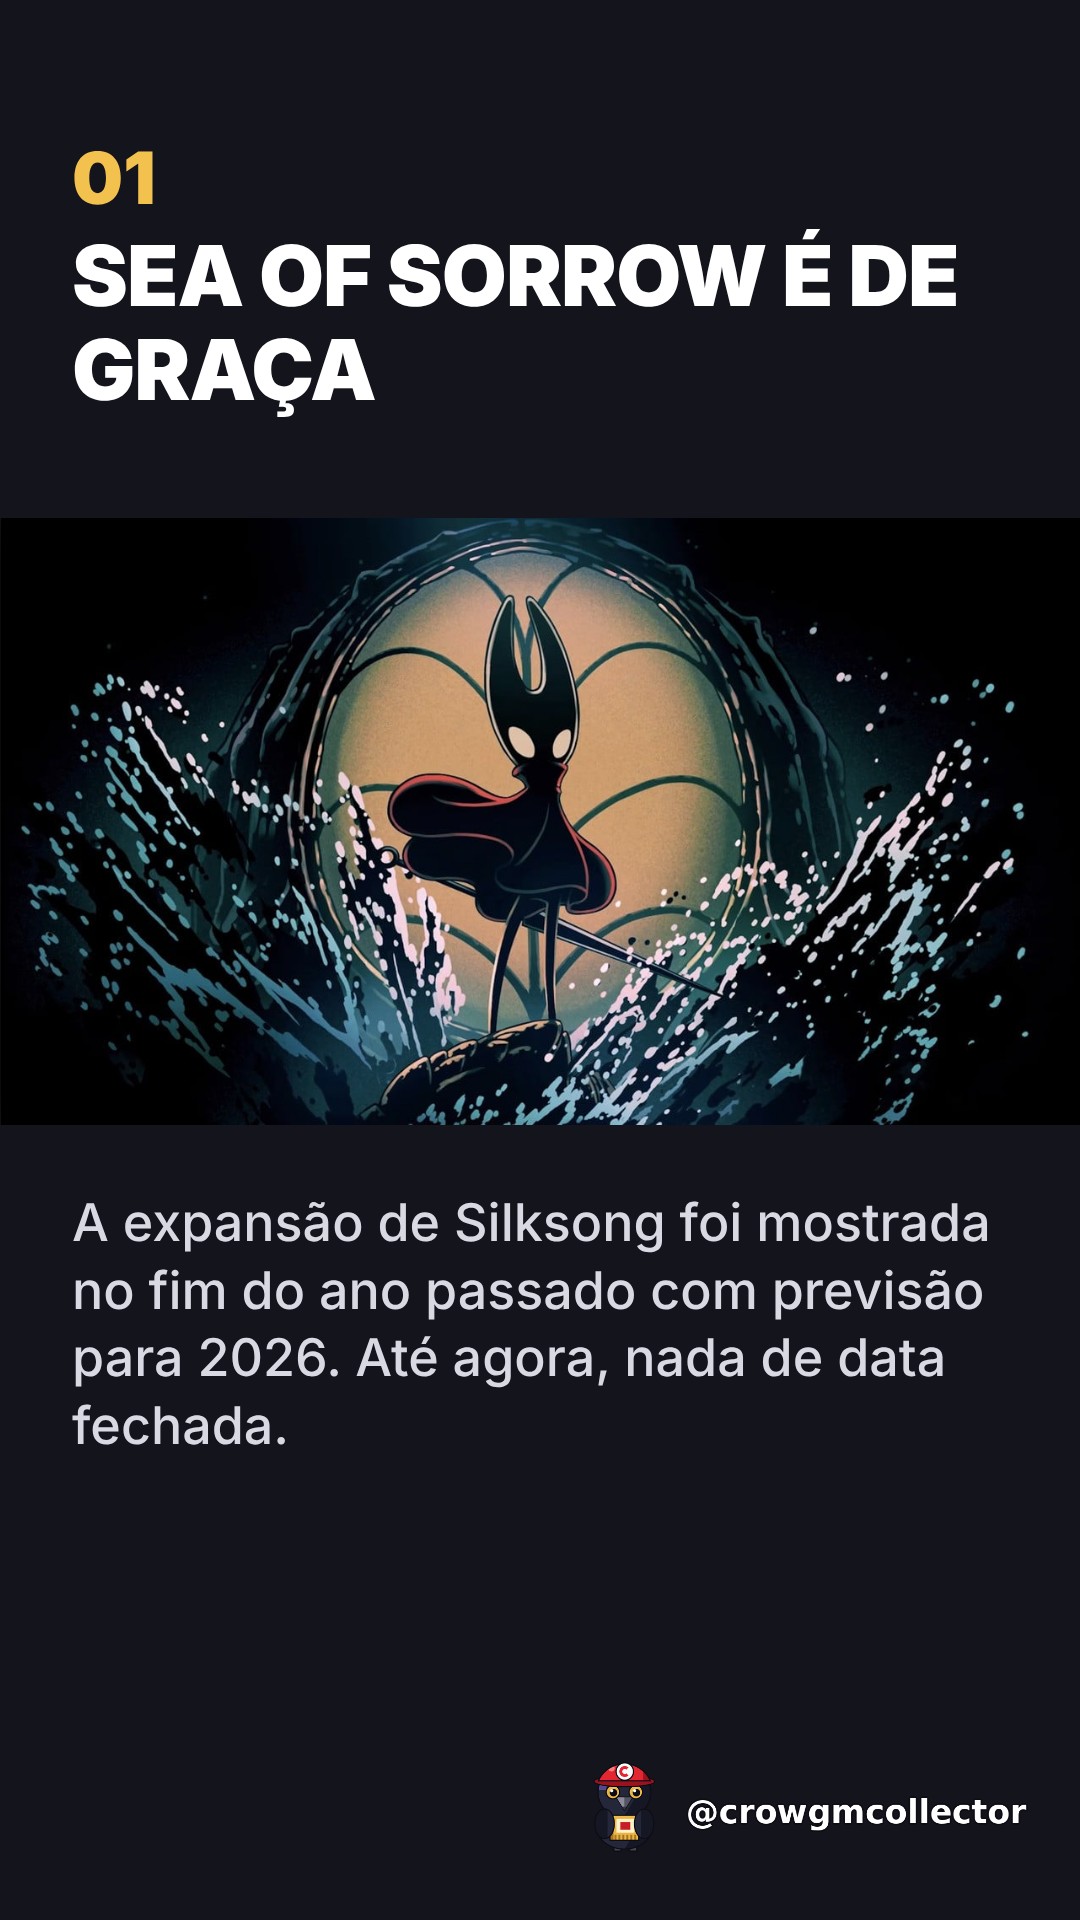 01
SEA OF SORROW É DE
GRAÇA
A expansão de Silksong foi mostrada
no fim do ano passado com previsão
para 2026. Até agora, nada de data
fechada.
C
@crowgmcollector